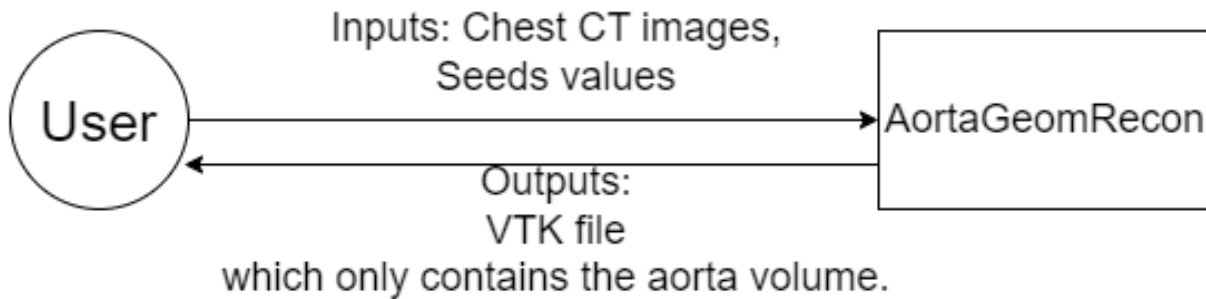 Inputs: Chest CT images,
Seeds values
User
AortaGeomRecon
Outputs:
VTK file
which only contains the aorta volume.